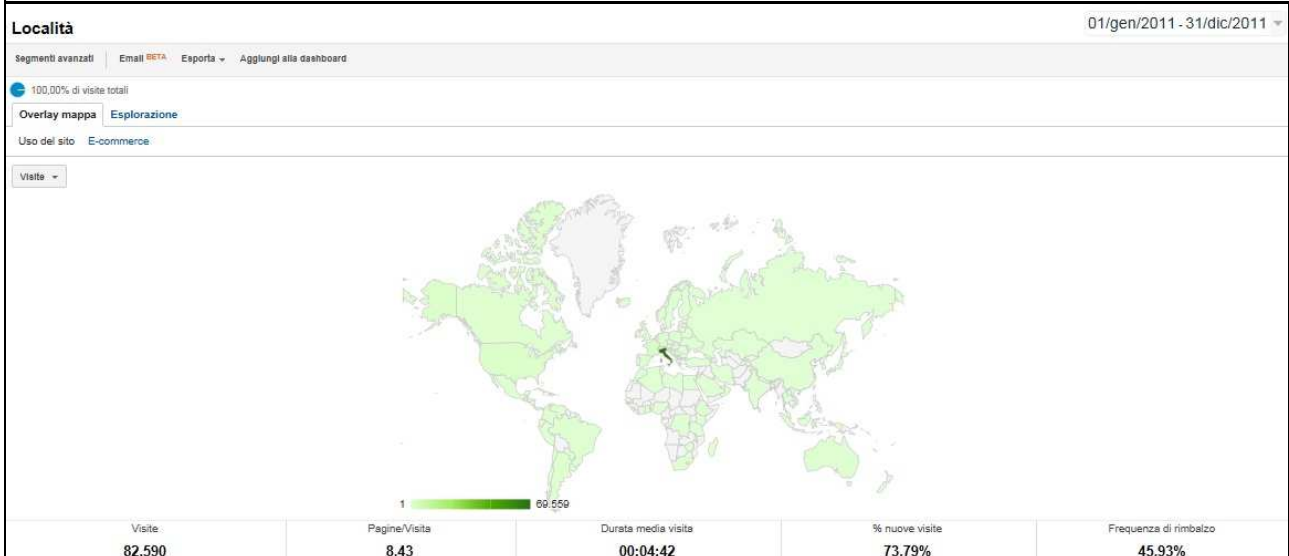 Località 01/gen/2011 - 31/dic/2011
Segmenti avanzati Email BETA Esporta Aggiungi alla dashboard
100,00% di visite totali
Overlay mappa Esplorazione
Uso del sito E-commerce
Visite
1 69.559
Visite Pagine/Visita Durata media visita % nuove visite Frequenza di rimbalzo
82.590 8.43 00:04:42 73.79% 45.93%